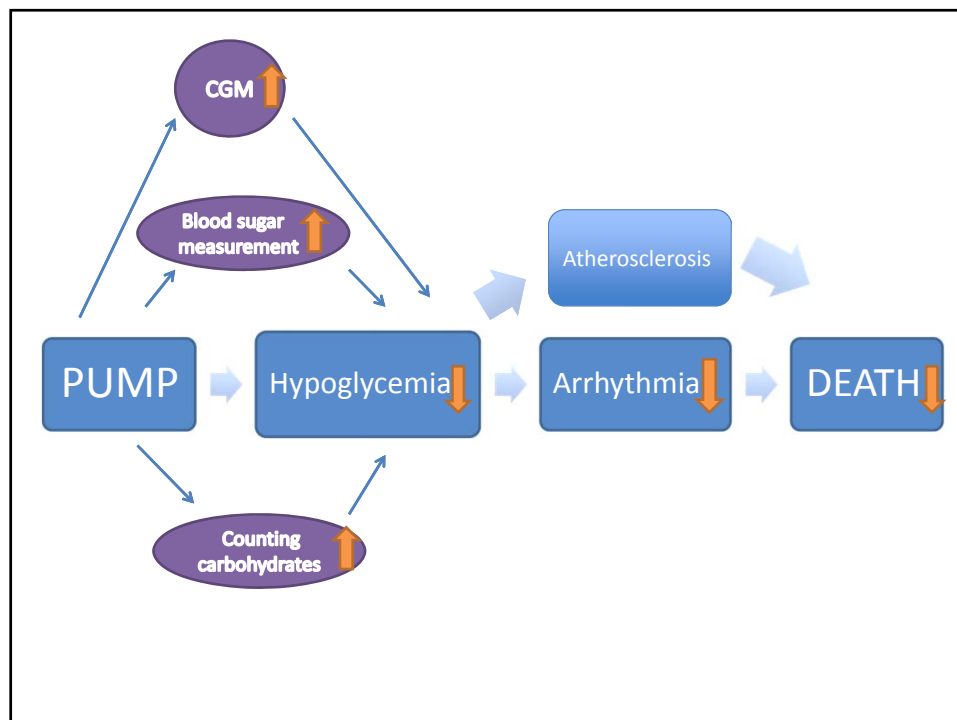 CGM
Blood sugar
measurement
Atherosclerosis
PUMP
Hypoglycemia
Arrhythmia
DEATH
Counting
carbohydrates